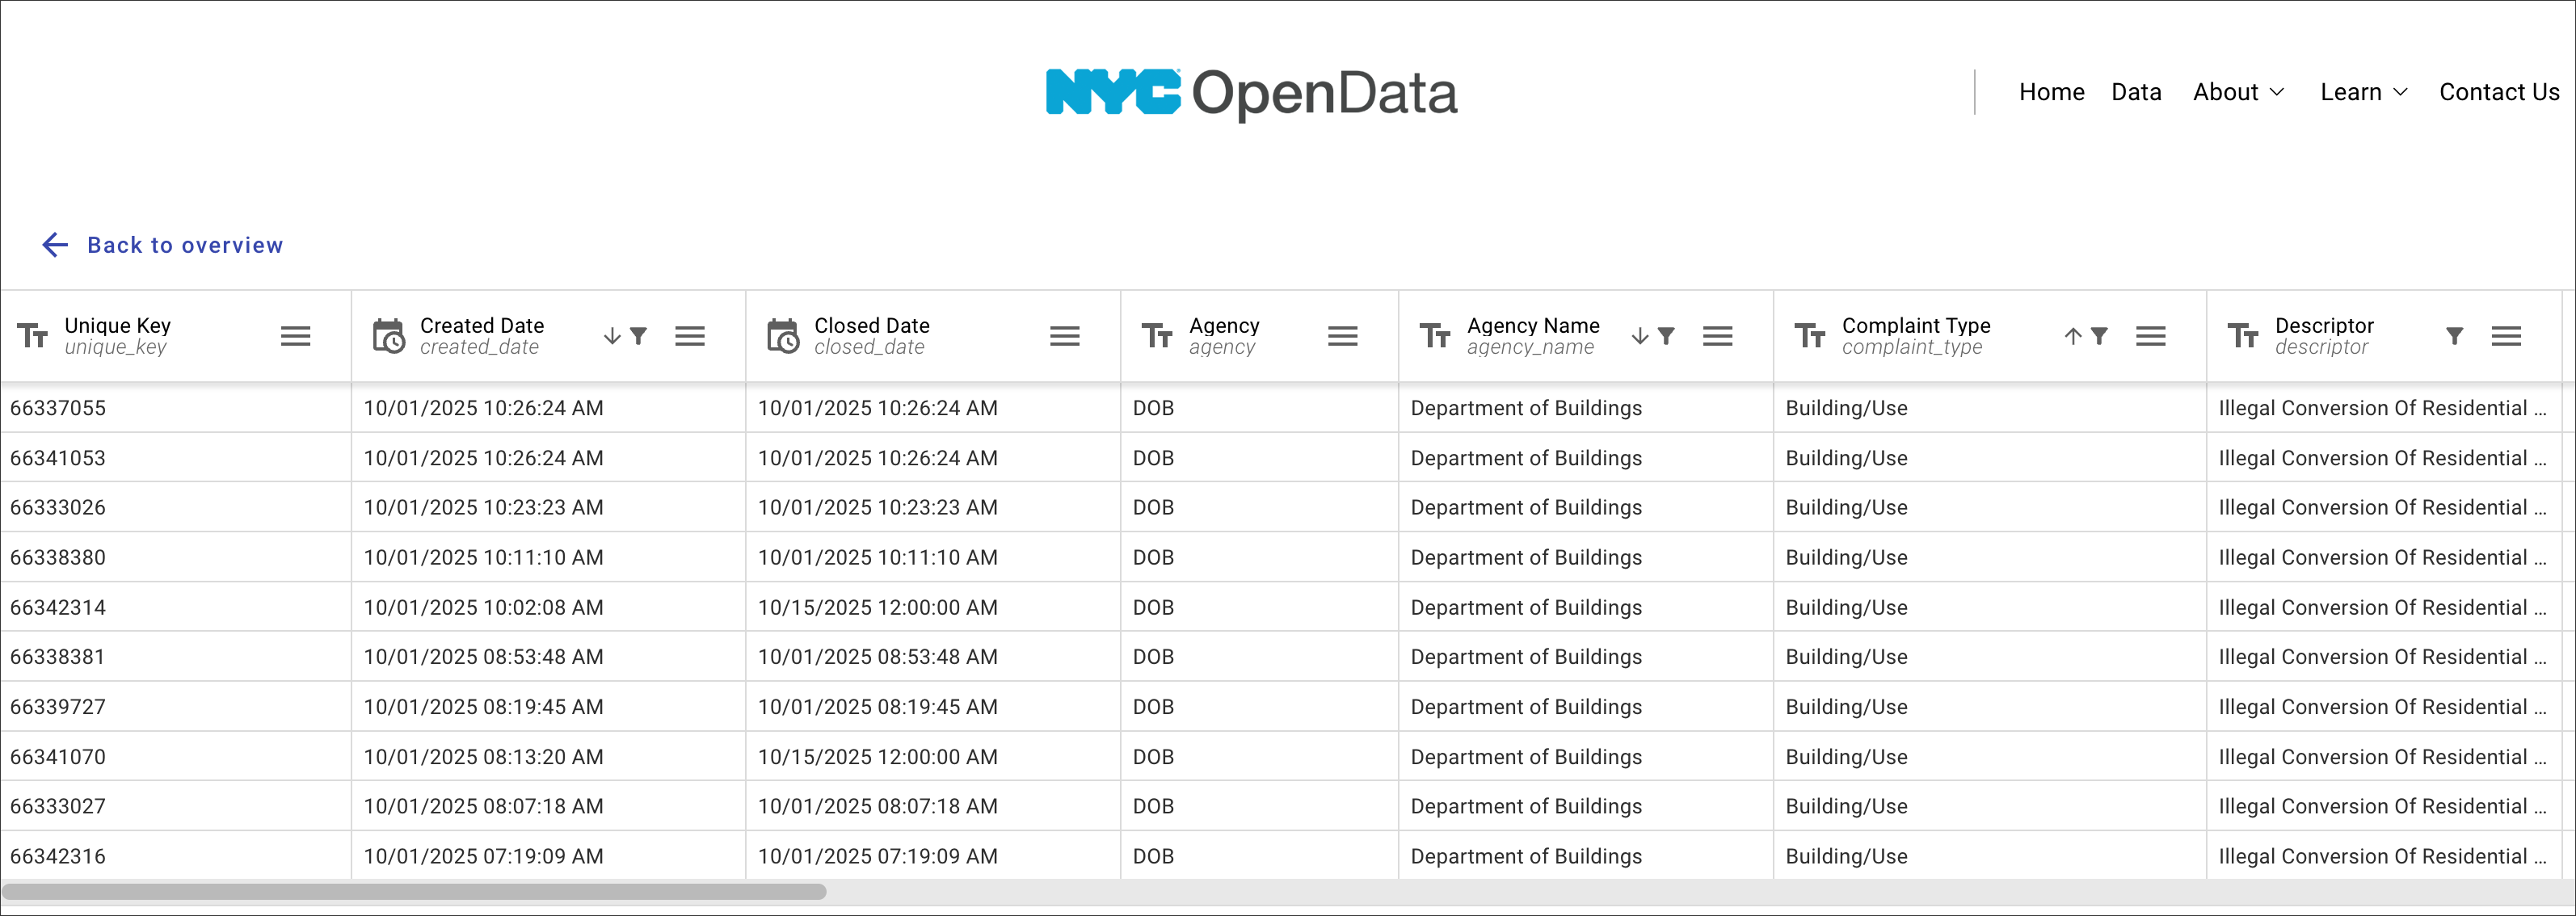 NYC OpenData
Home Data About Learn Contact Us
Back to overview
Unique Key Created Date Closed Date Agency Agency Name Complaint Type Descriptor
unique_key created_date closed_date agency agency_name complaint_type descriptor
66337055 10/01/2025 10:26:24 AM 10/01/2025 10:26:24 AM DOB Department of Buildings Building/Use Illegal Conversion Of Residential ...
66341053 10/01/2025 10:26:24 AM 10/01/2025 10:26:24 AM DOB Department of Buildings Building/Use Illegal Conversion Of Residential ...
66333026 10/01/2025 10:23:23 AM 10/01/2025 10:23:23 AM DOB Department of Buildings Building/Use Illegal Conversion Of Residential ...
66338380 10/01/2025 10:11:10 AM 10/01/2025 10:11:10 AM DOB Department of Buildings Building/Use Illegal Conversion Of Residential ...
66342314 10/01/2025 10:02:08 AM 10/15/2025 12:00:00 AM DOB Department of Buildings Building/Use Illegal Conversion Of Residential ...
66338381 10/01/2025 08:53:48 AM 10/01/2025 08:53:48 AM DOB Department of Buildings Building/Use Illegal Conversion Of Residential ...
66339727 10/01/2025 08:19:45 AM 10/01/2025 08:19:45 AM DOB Department of Buildings Building/Use Illegal Conversion Of Residential ...
66341070 10/01/2025 08:13:20 AM 10/15/2025 12:00:00 AM DOB Department of Buildings Building/Use Illegal Conversion Of Residential ...
66333027 10/01/2025 08:07:18 AM 10/01/2025 08:07:18 AM DOB Department of Buildings Building/Use Illegal Conversion Of Residential ...
66342316 10/01/2025 07:19:09 AM 10/01/2025 07:19:09 AM DOB Department of Buildings Building/Use Illegal Conversion Of Residential ...